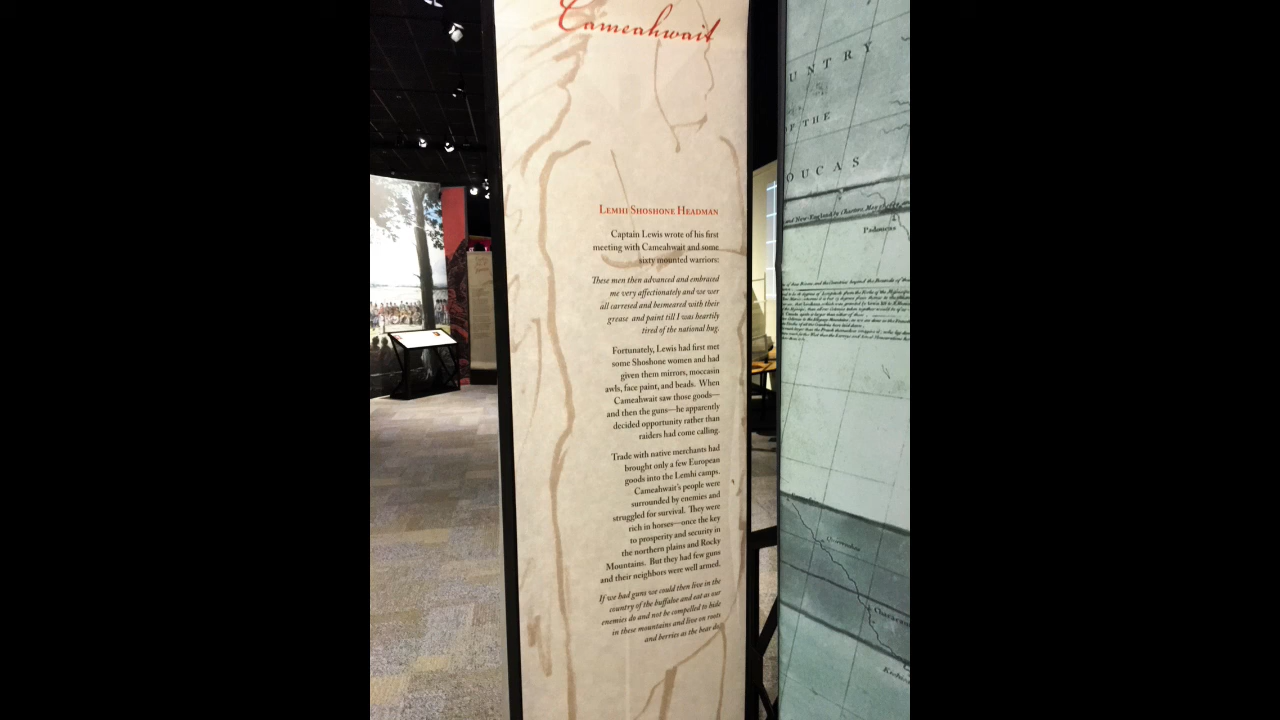 Cameahwait
Lemhi Shoshone Headman
Captain Lewis wrote of his first
meeting with Cameahwait and some
sixty mounted warriors:
These men then advanced and embraced
me very affectionately and we wer
all carresed and besmeared with their
grease and paint till I was heartily
tired of the national hug.
Fortunately, Lewis had first met
some Shoshone women and had
given them mirrors, moccasin
awls, face paint, and beads. When
Cameahwait saw those goods—
and then the guns—he apparently
decided opportunity rather than
raiders had come calling.
Trade with native merchants had
brought only a few European
goods into the Lemhi camps.
Cameahwait's people were
surrounded by enemies and
struggled for survival. They were
rich in horses—once the key
to prosperity and security in
the northern plains and Rocky
Mountains. But they had few guns
and their neighbors were well armed.
If we had guns we could then live in the
country of the buffaloe and eat as our
enemies do and not be compelled to hide
in these mountains and live on roots
and berries as the bear do.
UNTRY
OF THE
OUCAS
Padoucas